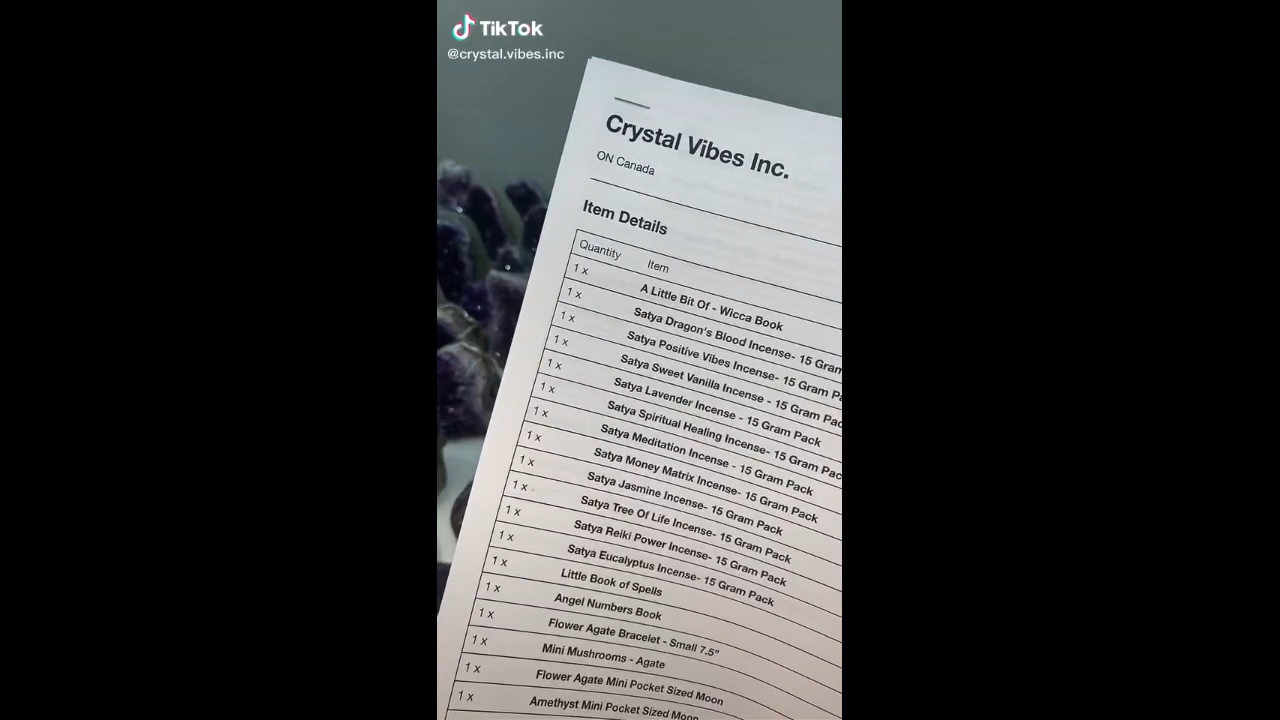 TikTok
@crystal.vibes.inc
Crystal Vibes Inc.
ON Canada
Item Details
Quantity Item
1 x A Little Bit Of - Wicca Book
1 x Satya Dragon's Blood Incense- 15 Gram
1 x Satya Positive Vibes Incense- 15 Gram
1 x Satya Sweet Vanilla Incense - 15 Gram
1 x Satya Lavender Incense - 15 Gram Pack
1 x Satya Spiritual Healing Incense- 15 Gram
1 x Satya Meditation Incense - 15 Gram Pack
1 x Satya Money Matrix Incense- 15 Gram Pack
1 x Satya Jasmine Incense- 15 Gram Pack
1 x Satya Tree Of Life Incense- 15 Gram Pack
1 x Satya Reiki Power Incense- 15 Gram Pack
1 x Satya Eucalyptus Incense- 15 Gram Pack
1 x Little Book of Spells
1 x Angel Numbers Book
1 x Flower Agate Bracelet - Small 7.5"
1 x Mini Mushrooms - Agate
1 x Flower Agate Mini Pocket Sized Moon
1 x Amethyst Mini Pocket Sized Moon